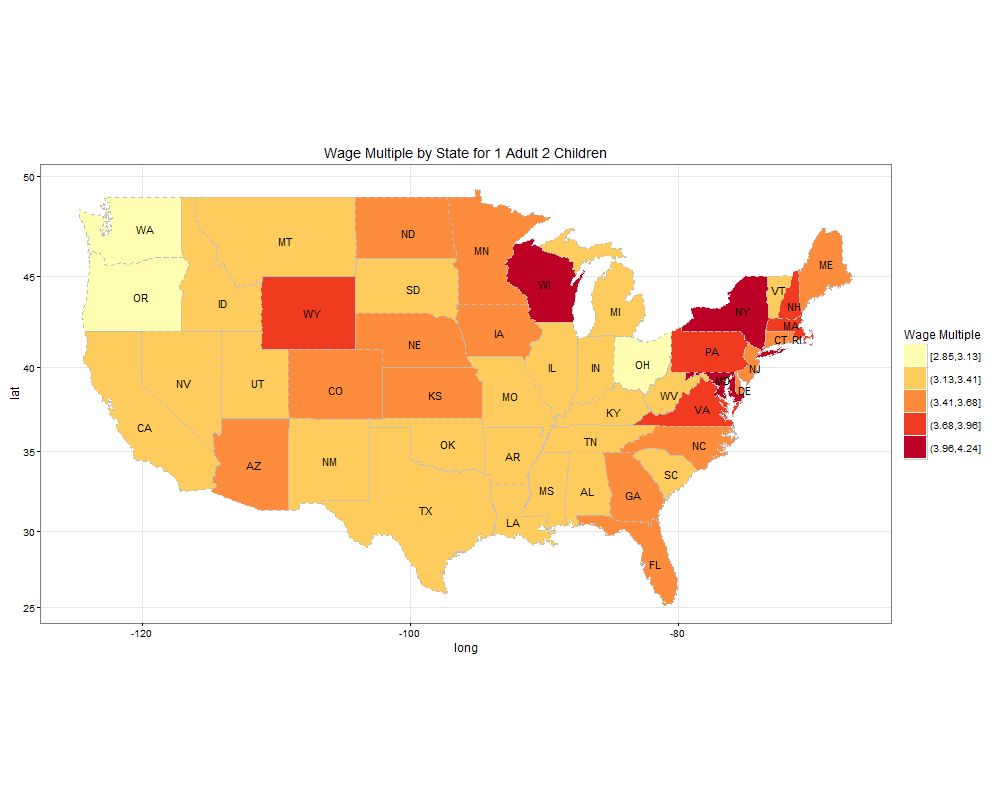 Wage Multiple by State for 1 Adult 2 Children
50
45
40
35
30
25
lat
-120
-100
-80
long
WA
MT
ND
MN
ME
OR
ID
SD
WI
MI
VT
NH
NY
WY
MA
IA
CT RI
NE
PA
NJ
NV
UT
CO
KS
IL
IN
OH
MD
DE
MO
WV
VA
CA
KY
OK
TN
NC
AZ
NM
AR
SC
TX
MS
AL
GA
LA
FL
Wage Multiple
[2.85,3.13]
(3.13,3.41]
(3.41,3.68]
(3.68,3.96]
(3.96,4.24]